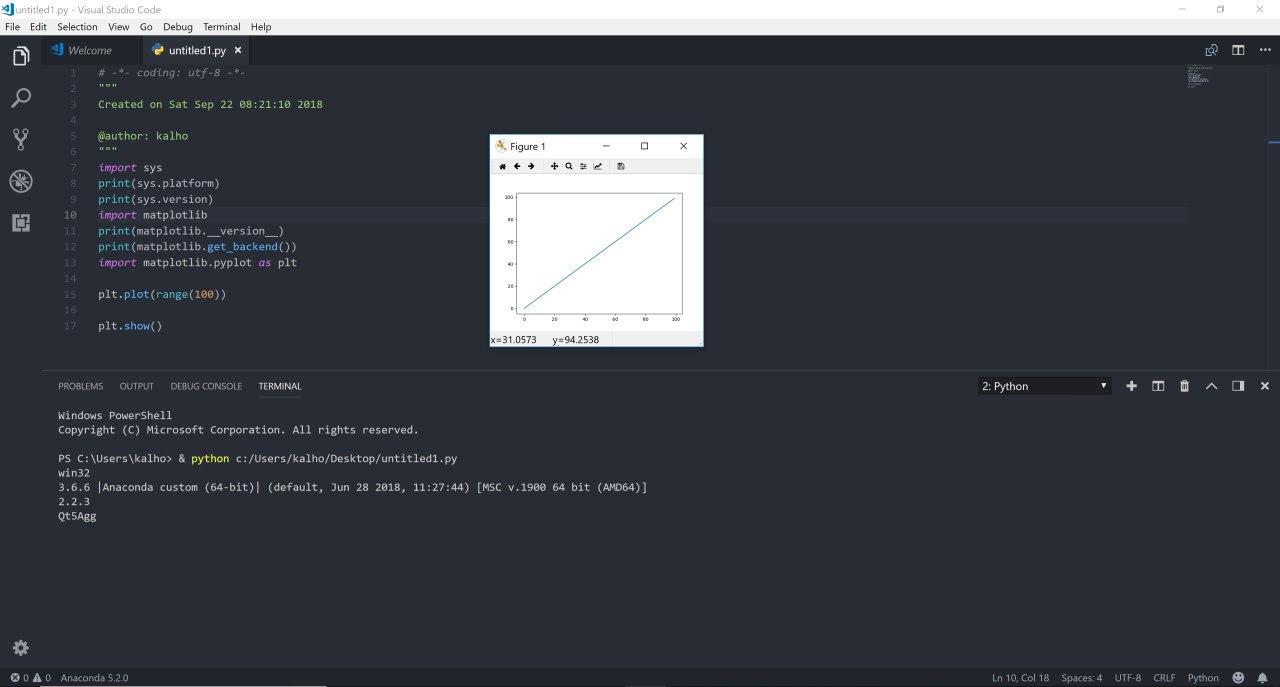 untitled1.py - Visual Studio Code
File Edit Selection View Go Debug Terminal Help
Welcome untitled1.py
1 # -*- coding: utf-8 -*-
2 """
3 Created on Sat Sep 22 08:21:10 2018
4
5 @author: kalho
6 """
7 import sys
8 print(sys.platform)
9 print(sys.version)
10 import matplotlib
11 print(matplotlib.__version__)
12 print(matplotlib.get_backend())
13 import matplotlib.pyplot as plt
14
15 plt.plot(range(100))
16
17 plt.show()
Figure 1
100
80
60
40
20
0
0 20 40 60 80 100
x=31.0573 y=94.2538
PROBLEMS OUTPUT DEBUG CONSOLE TERMINAL 2: Python
Windows PowerShell
Copyright (C) Microsoft Corporation. All rights reserved.
PS C:\Users\kalho> & python c:/Users/kalho/Desktop/untitled1.py
win32
3.6.6 |Anaconda custom (64-bit)| (default, Jun 28 2018, 11:27:44) [MSC v.1900 64 bit (AMD64)]
2.2.3
Qt5Agg
0 0 Anaconda 5.2.0 Ln 10, Col 18 Spaces: 4 UTF-8 CRLF Python